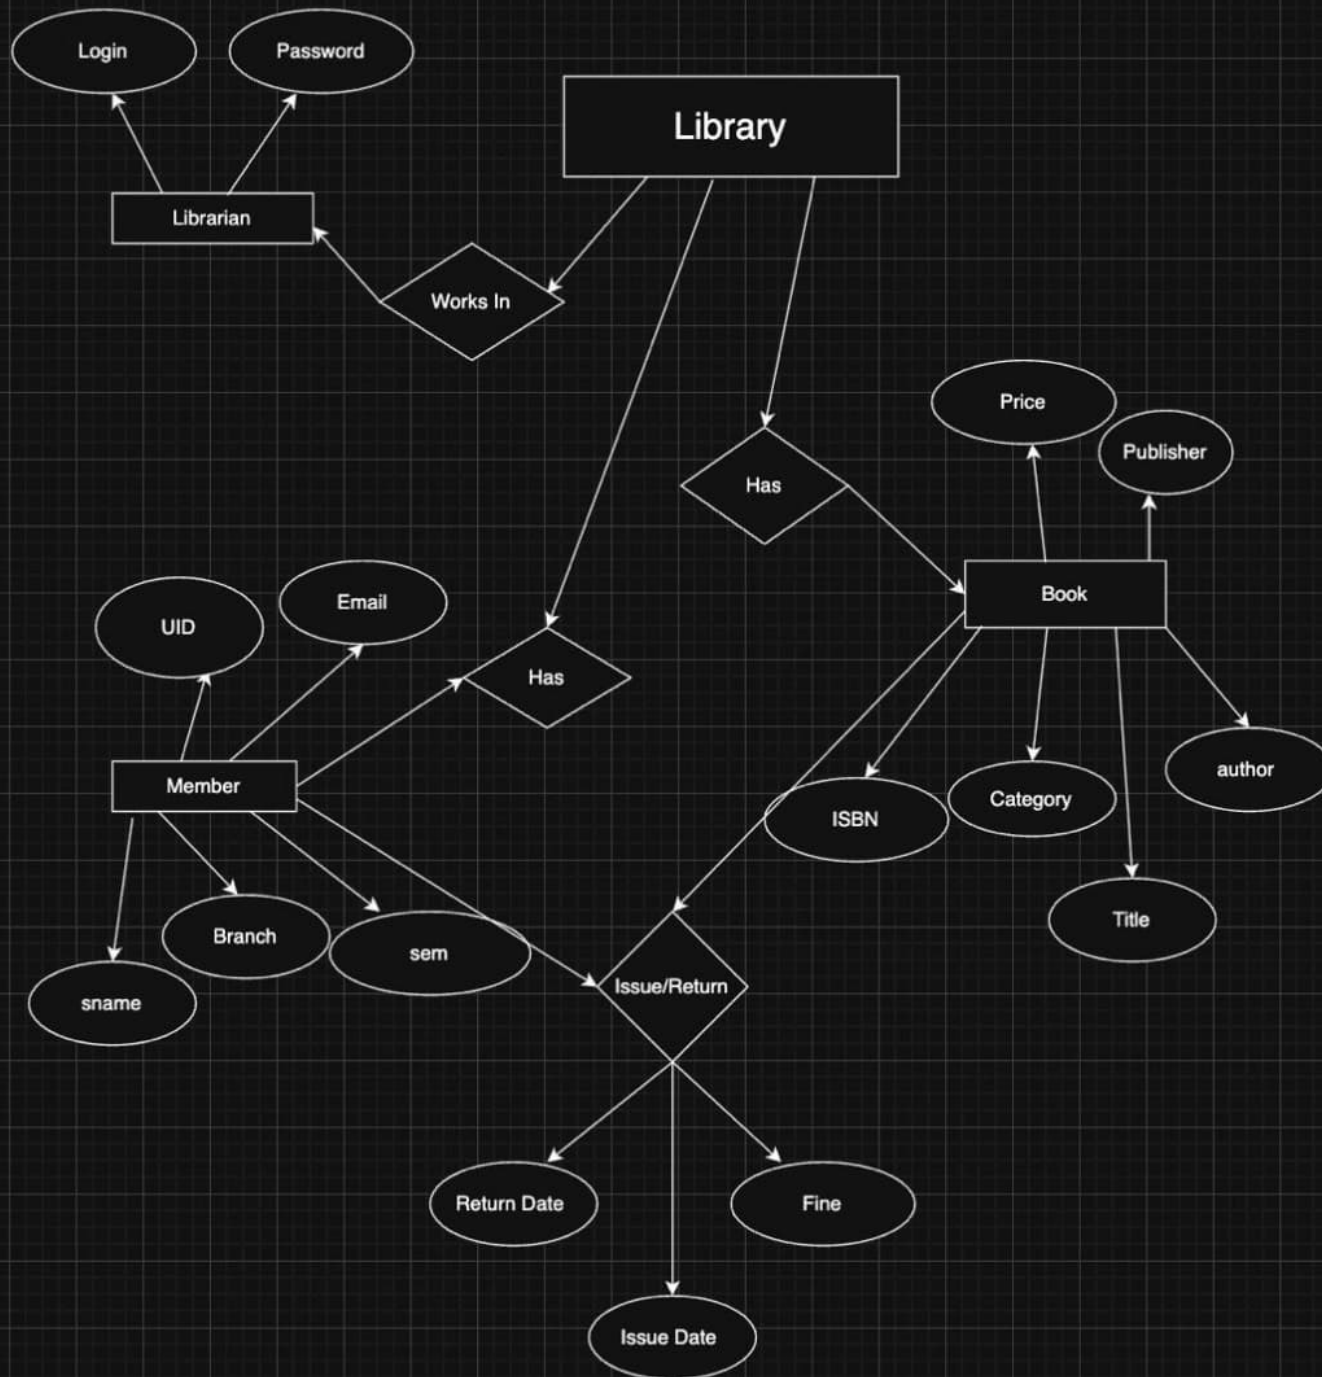 Login
Password
Library
Librarian
Works In
Price
Publisher
Has
Book
Email
UID
Has
Member
author
ISBN
Category
Title
Branch
sem
sname
Issue/Return
Return Date
Fine
Issue Date